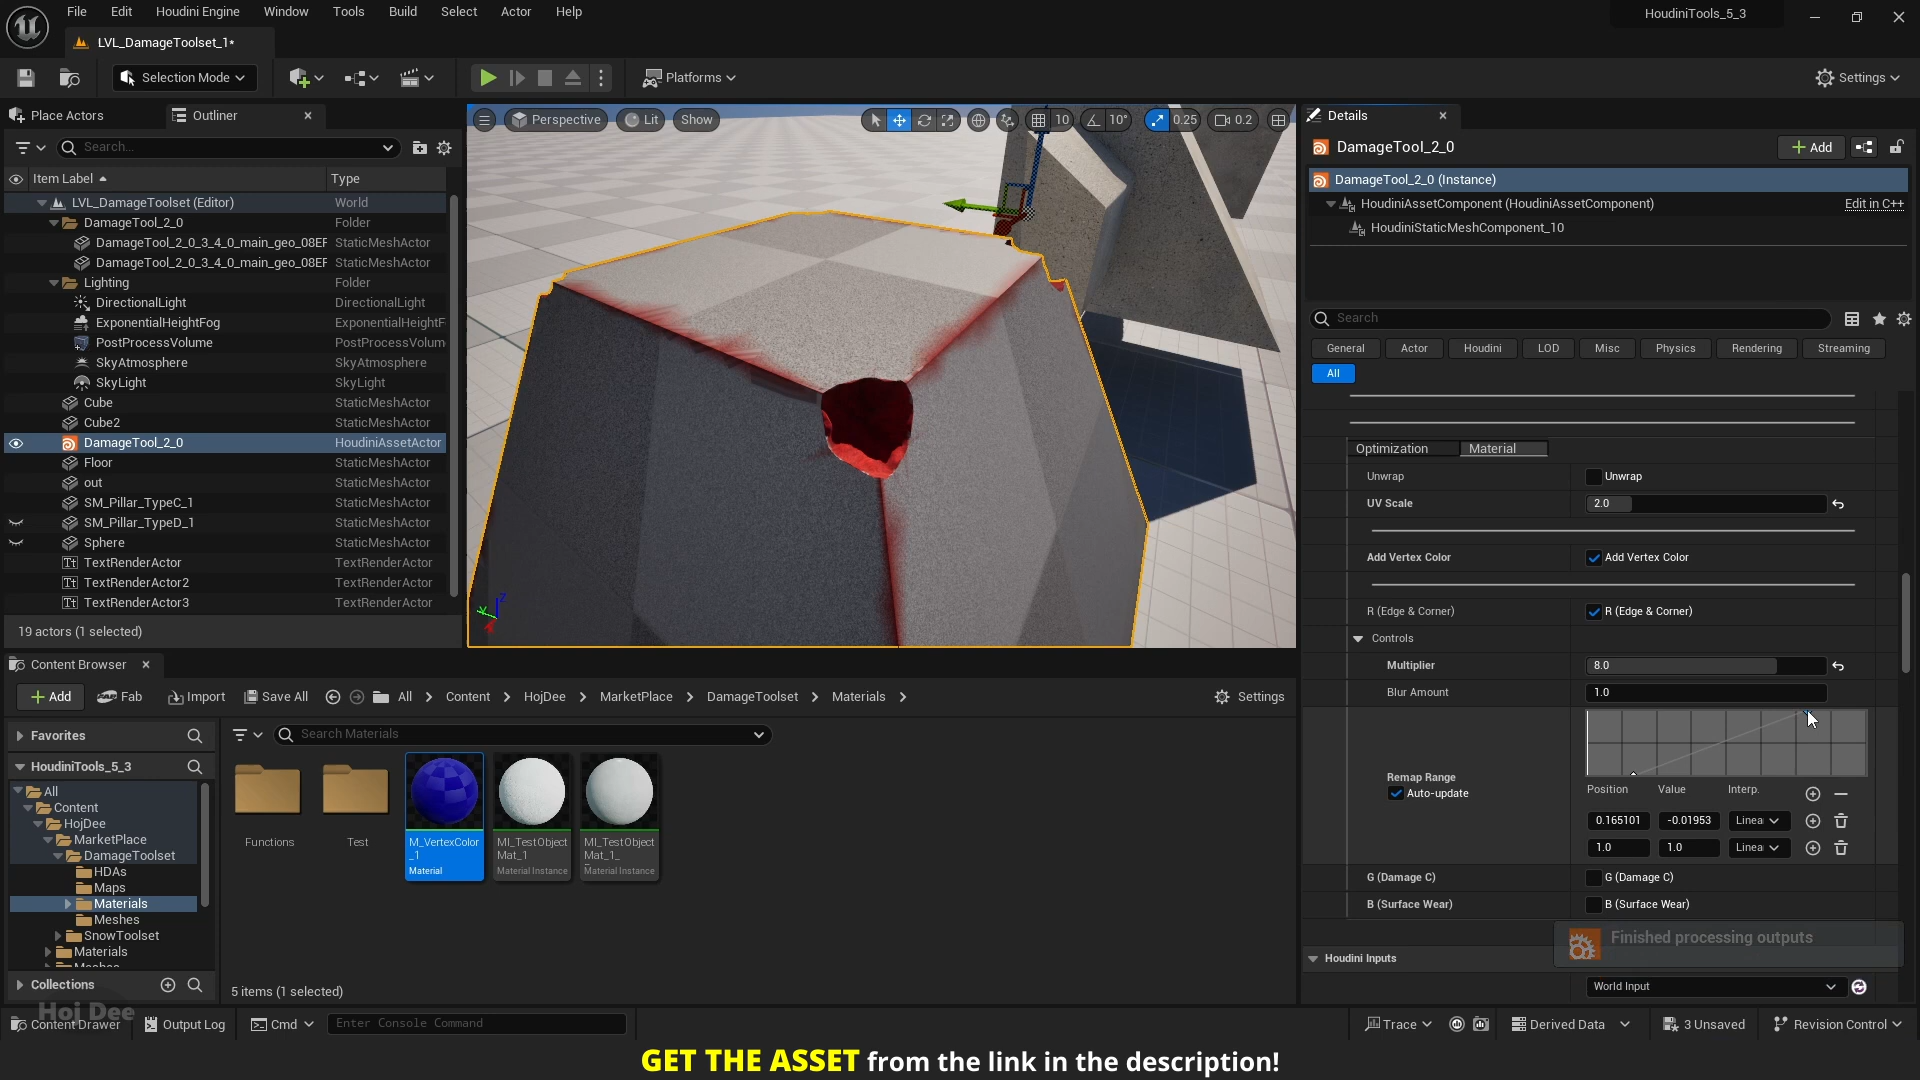 File Edit Houdini Engine Window Tools Build Select Actor Help
HoudiniTools_5_3
LVL_DamageToolset_1*
Selection Mode
Platforms
Settings
Place Actors
Outliner
Search...
Item Label
Type
LVL_DamageToolset (Editor) World
DamageTool_2_0 Folder
DamageTool_2_0_3_4_0_main_geo_08EF StaticMeshActor
DamageTool_2_0_3_4_0_main_geo_08EF StaticMeshActor
Lighting Folder
DirectionalLight DirectionalLight
ExponentialHeightFog ExponentialHeightF
PostProcessVolume PostProcessVolum
SkyAtmosphere SkyAtmosphere
SkyLight SkyLight
Cube StaticMeshActor
Cube2 StaticMeshActor
DamageTool_2_0 HoudiniAssetActor
Floor StaticMeshActor
out StaticMeshActor
SM_Pillar_TypeC_1 StaticMeshActor
SM_Pillar_TypeD_1 StaticMeshActor
Sphere StaticMeshActor
TextRenderActor TextRenderActor
TextRenderActor2 TextRenderActor
TextRenderActor3 TextRenderActor
19 actors (1 selected)
Perspective Lit Show 10 10° 0.25 0.2
Z
Y
Details
DamageTool_2_0
Add
DamageTool_2_0 (Instance)
HoudiniAssetComponent (HoudiniAssetComponent) Edit in C++
HoudiniStaticMeshComponent_10
Search
General Actor Houdini LOD Misc Physics Rendering Streaming
All
Optimization Material
Unwrap Unwrap
UV Scale 2.0
Add Vertex Color Add Vertex Color
R (Edge & Corner) R (Edge & Corner)
Controls
Multiplier 8.0
Blur Amount 1.0
Remap Range
Auto-update
Position Value Interp.
0.165101 -0.01953 Linea
1.0 1.0 Linea
G (Damage C) G (Damage C)
B (Surface Wear) B (Surface Wear)
Finished processing outputs
Houdini Inputs
World Input
Content Browser
Add Fab Import Save All All Content HojDee MarketPlace DamageToolset Materials
Settings
Favorites
Search Materials
HoudiniTools_5_3
All
Content
HojDee
MarketPlace
DamageToolset
HDAs
Maps
Materials
Meshes
SnowToolset
Materials
Meshes
Collections
Functions
Test
M_VertexColor
_1
Material
MI_TestObject
Mat_1
Material Instance
MI_TestObject
Mat_1_
Material Instance
5 items (1 selected)
Hoj Dee
Content Drawer Output Log Cmd Enter Console Command Trace Derived Data 3 Unsaved Revision Control
GET THE ASSET from the link in the description!